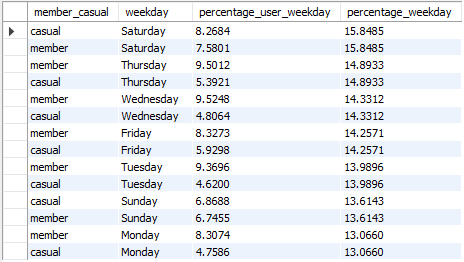 member_casual weekday percentage_user_weekday percentage_weekday
casual Saturday 8.2684 15.8485
member Saturday 7.5801 15.8485
member Thursday 9.5012 14.8933
casual Thursday 5.3921 14.8933
member Wednesday 9.5248 14.3312
casual Wednesday 4.8064 14.3312
member Friday 8.3273 14.2571
casual Friday 5.9298 14.2571
member Tuesday 9.3696 13.9896
casual Tuesday 4.6200 13.9896
casual Sunday 6.8688 13.6143
member Sunday 6.7455 13.6143
member Monday 8.3074 13.0660
casual Monday 4.7586 13.0660